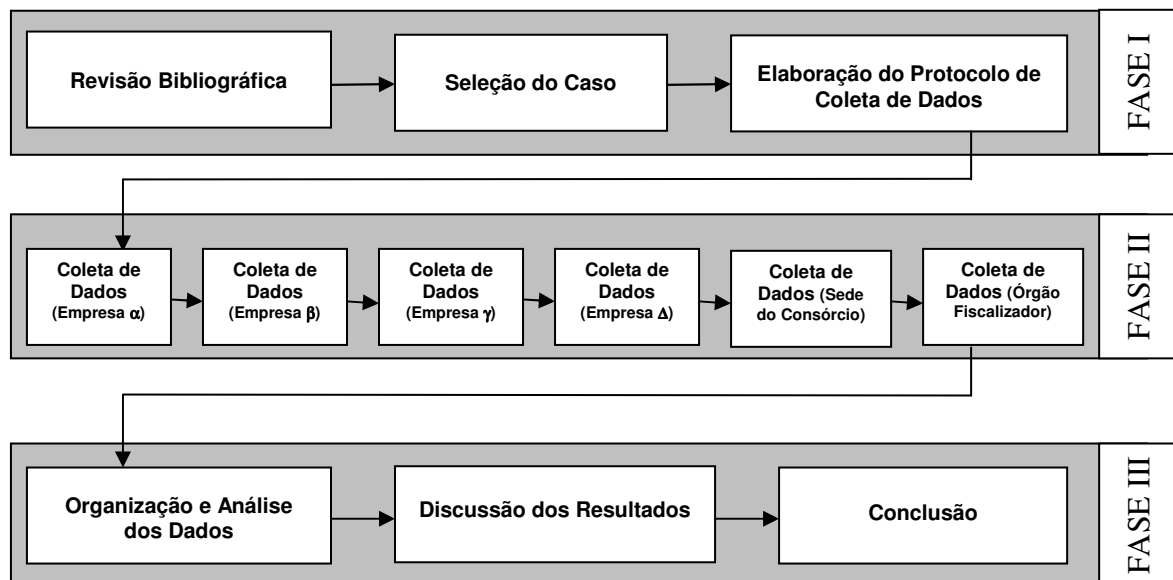 Revisão Bibliográfica
Seleção do Caso
Elaboração do Protocolo de
Coleta de Dados
FASE I
Coleta de
Dados
(Empresa α)
Coleta de
Dados
(Empresa β)
Coleta de
Dados
(Empresa γ)
Coleta de
Dados
(Empresa Δ)
Coleta de
Dados (Sede
do Consórcio)
Coleta de
Dados (Órgão
Fiscalizador)
FASE II
Organização e Análise
dos Dados
Discussão dos Resultados
Conclusão
FASE III